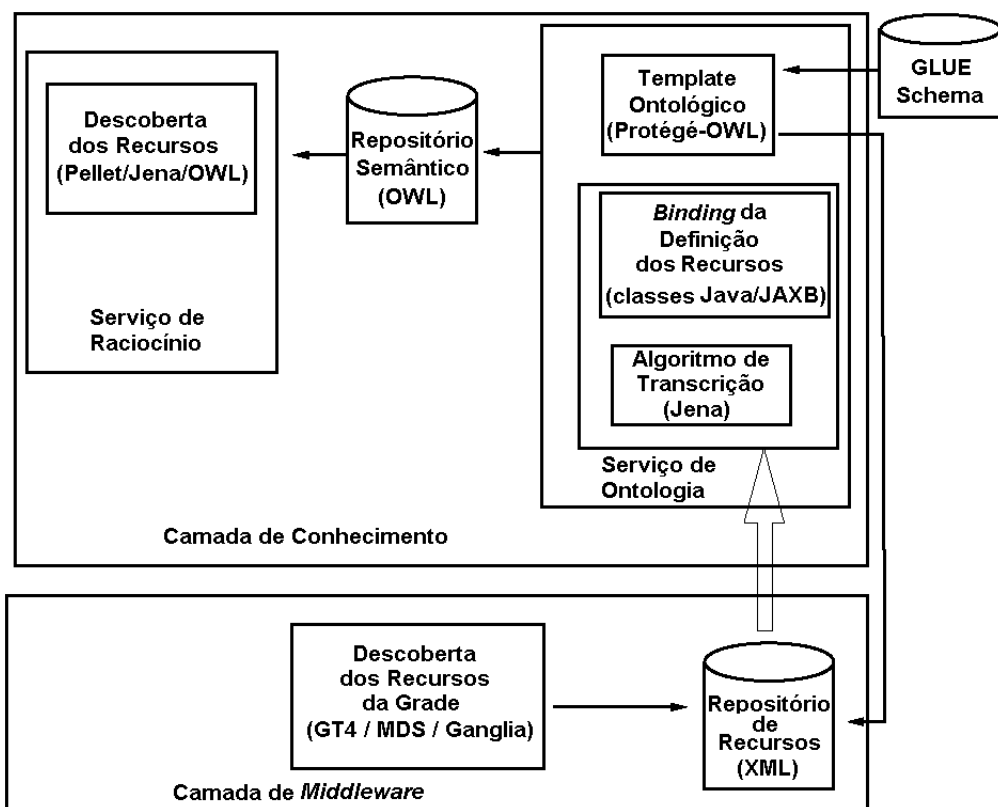 GLUE
Schema
Template
Ontológico
(Protégé-OWL)
Descoberta
dos Recursos
(Pellet/Jena/OWL)
Repositório
Semântico
(OWL)
Binding da
Definição
dos Recursos
(classes Java/JAXB)
Serviço de
Raciocínio
Algoritmo de
Transcrição
(Jena)
Serviço de
Ontologia
Camada de Conhecimento
Descoberta
dos Recursos
da Grade
(GT4 / MDS / Ganglia)
Repositório
de
Recursos
(XML)
Camada de Middleware